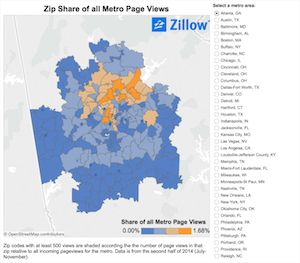 Zip Share of all Metro Page Views
Zillow
Share of Metro Page Views
0.00%
1.68%
© OpenStreetMap contributors
Zip codes with at least 500 views are shaded according the the number of page views in that
zip relative to all incoming pageviews for the metro. Data is from the second half of 2014 (July-
November)
Select a metro area:
Atlanta, GA
Austin, TX
Baltimore, MD
Birmingham, AL
Boston, MA
Buffalo, NY
Charlotte, NC
Chicago, IL
Cincinnati, OH
Cleveland, OH
Columbus, OH
Dallas-Fort Worth, TX
Denver, CO
Detroit, MI
Hartford, CT
Houston, TX
Indianapolis, IN
Jacksonville, FL
Kansas City, MO
Las Vegas, NV
Los Angeles, CA
Louisville-Jefferson County, KY
Memphis, TN
Miami-Fort Lauderdale, FL
Milwaukee, WI
Minneapolis-St Paul, MN
Nashville, TN
New Orleans, LA
New York, NY
Oklahoma City, OK
Orlando, FL
Philadelphia, PA
Phoenix, AZ
Pittsburgh, PA
Portland, OR
Providence, RI
Raleigh, NC